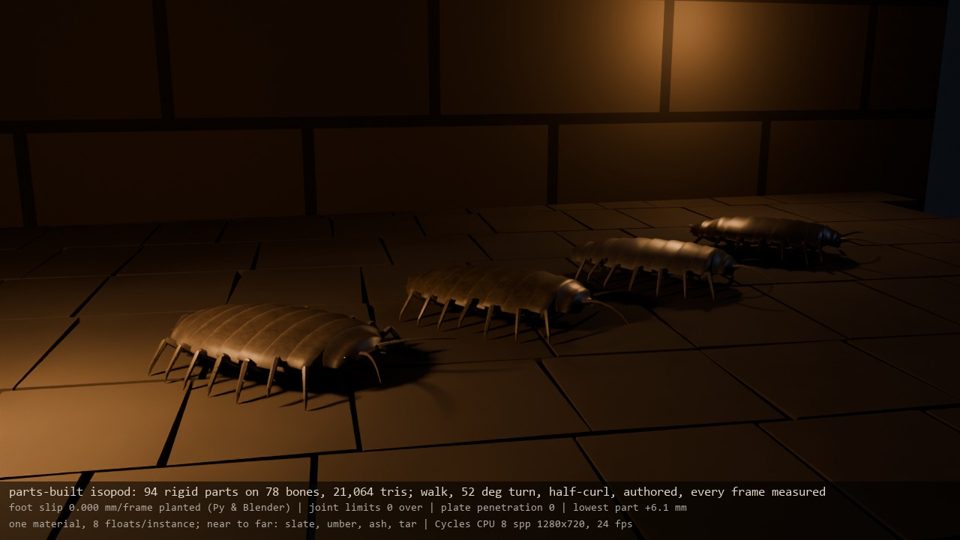 parts-built isopod: 94 rigid parts on 78 bones, 21,064 tris; walk, 52 deg turn, half-curl, authored, every frame measured
foot slip 0.000 mm/frame planted (Py & Blender) | joint limits 0 over | plate penetration 0 | lowest part +6.1 mm
one material, 8 floats/instance; near to far: slate, umber, ash, tar | Cycles CPU 8 spp 1280x720, 24 fps